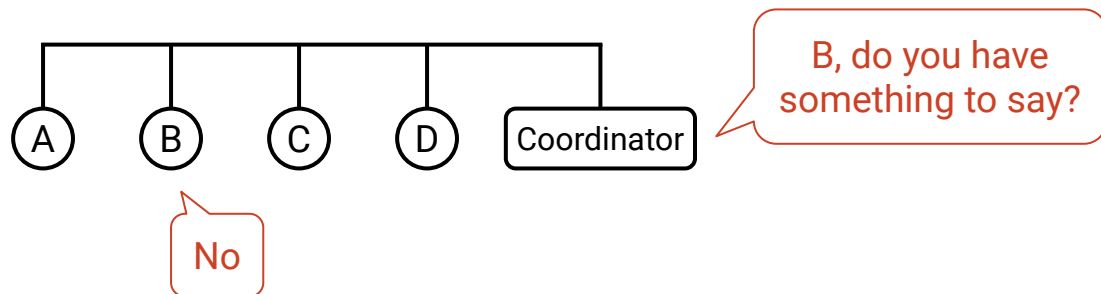 B, do you have
something to say?
A
B
C
D
Coordinator
No